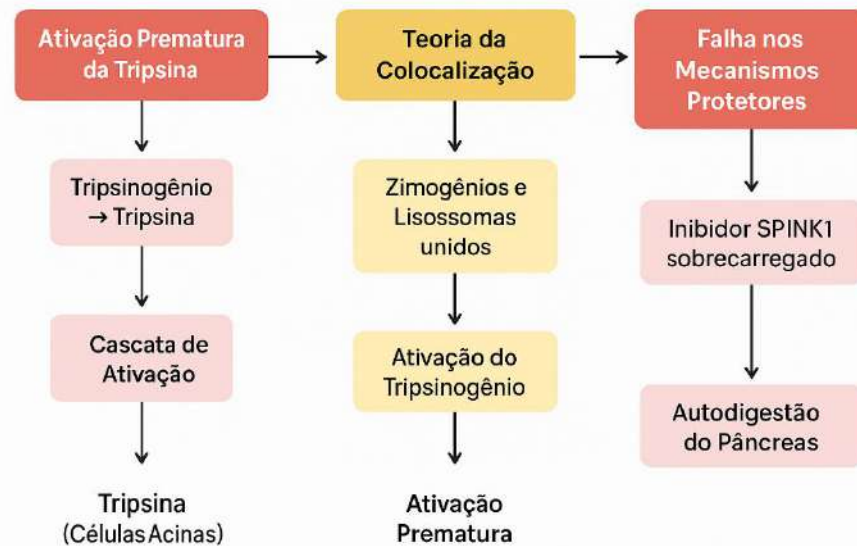 Ativação Prematura
da Tripsina
Teoria da
Colocalização
Falha nos
Mecanismos
Protetores
Tripsinogênio
→ Tripsina
Zimogênios e
Lisossomas
unidos
Inibidor SPINK1
sobrecarregado
Cascata de
Ativação
Ativação do
Tripsinogênio
Autodigestão
do Pâncreas
Tripsina
(Células Acinas)
Ativação
Prematura